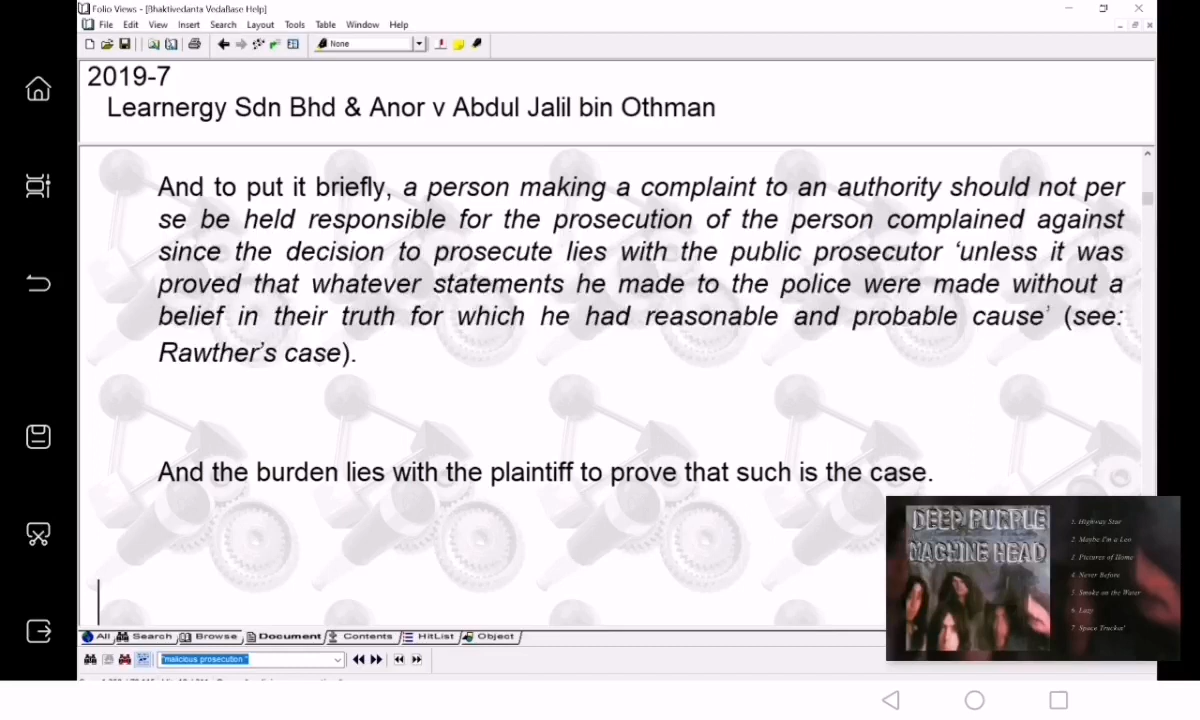 Folio Views - [Bhaktivedanta VedaBase Help]
File Edit View Insert Search Layout Tools Table Window Help
None
2019-7
Learnergy Sdn Bhd & Anor v Abdul Jalil bin Othman
And to put it briefly, a person making a complaint to an authority should not per
se be held responsible for the prosecution of the person complained against
since the decision to prosecute lies with the public prosecutor ‘unless it was
proved that whatever statements he made to the police were made without a
belief in their truth for which he had reasonable and probable cause’ (see:
Rawther’s case).
And the burden lies with the plaintiff to prove that such is the case.
DEEP PURPLE
MACHINE HEAD
1. Highway Star
2. Maybe I'm a Leo
3. Pictures of Home
4. Never Before
5. Smoke on the Water
6. Lazy
7. Space Truckin'
All Search Browse Document Contents HitList Object
"malicious prosecution"